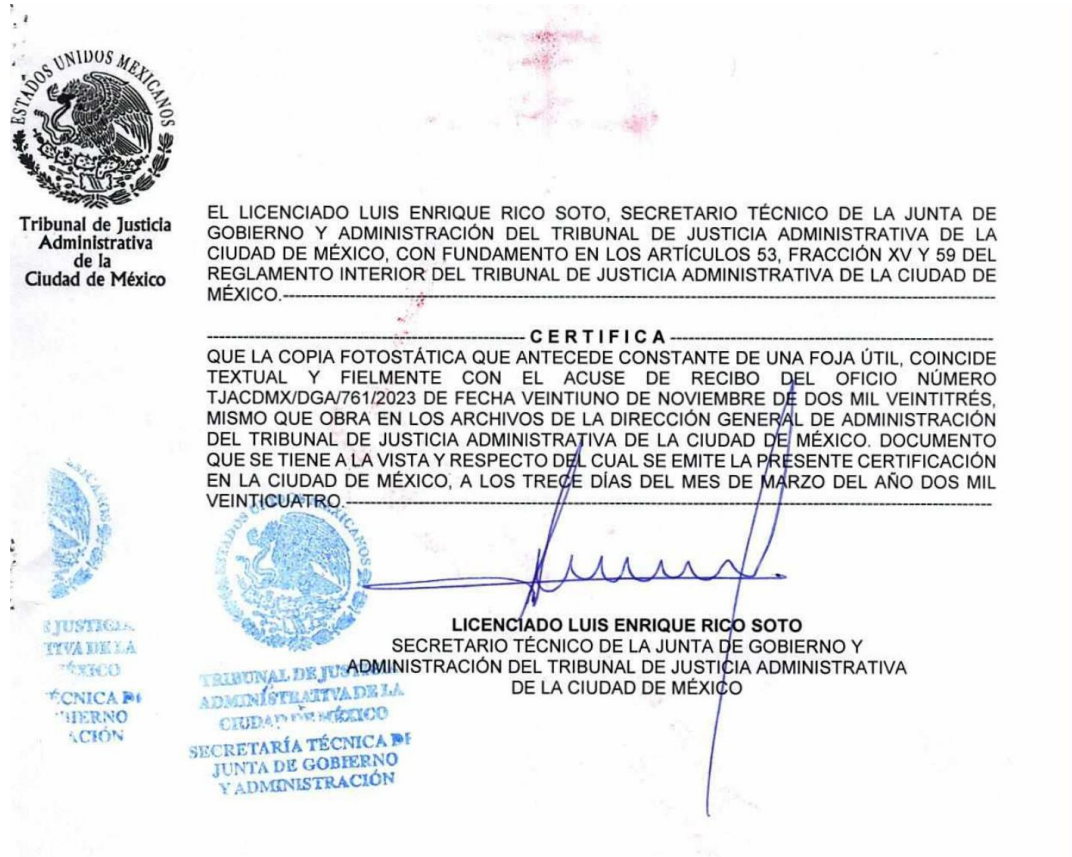 ESTADOS UNIDOS MEXICANOS
Tribunal de Justicia
Administrativa
de la
Ciudad de México
EL LICENCIADO LUIS ENRIQUE RICO SOTO, SECRETARIO TÉCNICO DE LA JUNTA DE
GOBIERNO Y ADMINISTRACIÓN DEL TRIBUNAL DE JUSTICIA ADMINISTRATIVA DE LA
CIUDAD DE MÉXICO, CON FUNDAMENTO EN LOS ARTÍCULOS 53, FRACCIÓN XV Y 59 DEL
REGLAMENTO INTERIOR DEL TRIBUNAL DE JUSTICIA ADMINISTRATIVA DE LA CIUDAD DE
MÉXICO.------------------------------------------------------------
------------------------------ C E R T I F I C A ------------------------------
QUE LA COPIA FOTOSTÁTICA QUE ANTECEDE CONSTANTE DE UNA FOJA ÚTIL, COINCIDE
TEXTUAL Y FIELMENTE CON EL ACUSE DE RECIBO DEL OFICIO NÚMERO
TJACDMX/DGA/761/2023 DE FECHA VEINTIUNO DE NOVIEMBRE DE DOS MIL VEINTITRÉS,
MISMO QUE OBRA EN LOS ARCHIVOS DE LA DIRECCIÓN GENERAL DE ADMINISTRACIÓN
DEL TRIBUNAL DE JUSTICIA ADMINISTRATIVA DE LA CIUDAD DE MÉXICO. DOCUMENTO
QUE SE TIENE A LA VISTA Y RESPECTO DEL CUAL SE EMITE LA PRESENTE CERTIFICACIÓN
EN LA CIUDAD DE MÉXICO, A LOS TRECE DÍAS DEL MES DE MARZO DEL AÑO DOS MIL
VEINTICUATRO.------------------------------------------------------------
LICENCIADO LUIS ENRIQUE RICO SOTO
SECRETARIO TÉCNICO DE LA JUNTA DE GOBIERNO Y
ADMINISTRACIÓN DEL TRIBUNAL DE JUSTICIA ADMINISTRATIVA
DE LA CIUDAD DE MÉXICO
ESTADOS UNIDOS MEXICANOS
TRIBUNAL DE JUSTICIA
ADMINISTRATIVA DE LA
CIUDAD DE MÉXICO
SECRETARÍA TÉCNICA DE
JUNTA DE GOBIERNO
Y ADMINISTRACIÓN